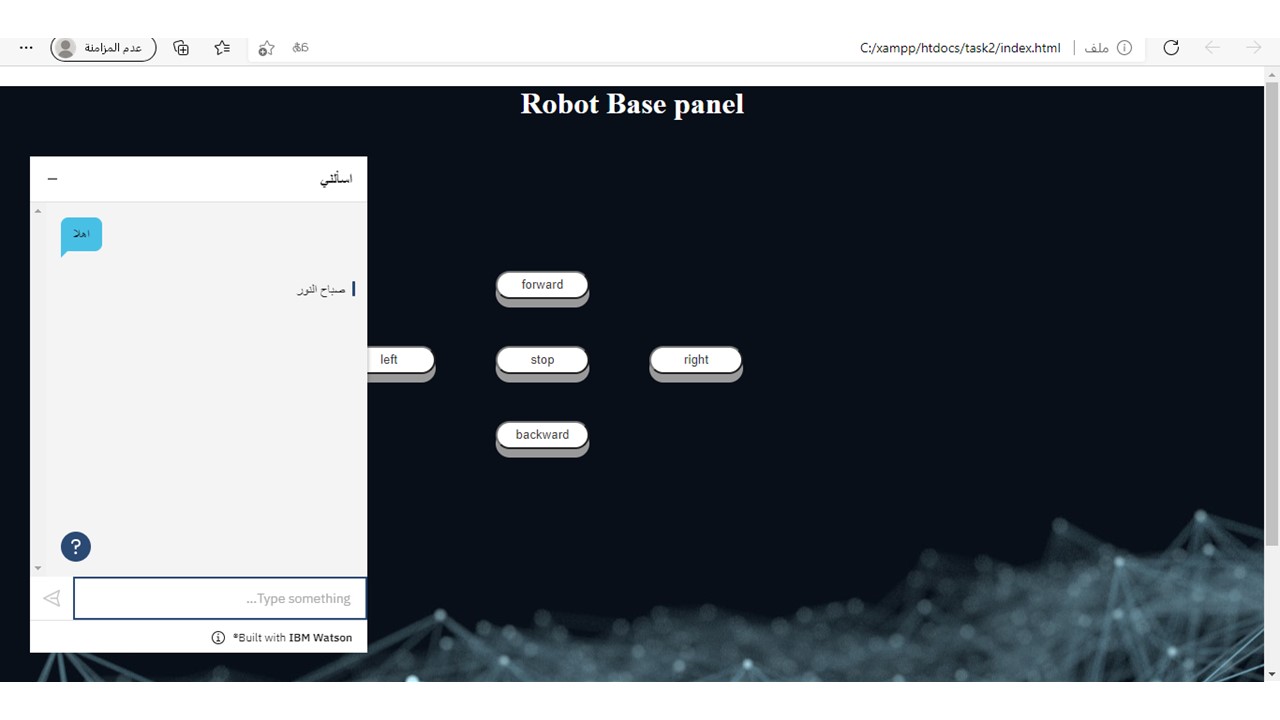 عدم المزامنة
C:/xampp/htdocs/task2/index.html
ملف
Robot Base panel
اسألني
اهلا
صباح النور
forward
left
stop
right
backward
?
...Type something
*Built with IBM Watson